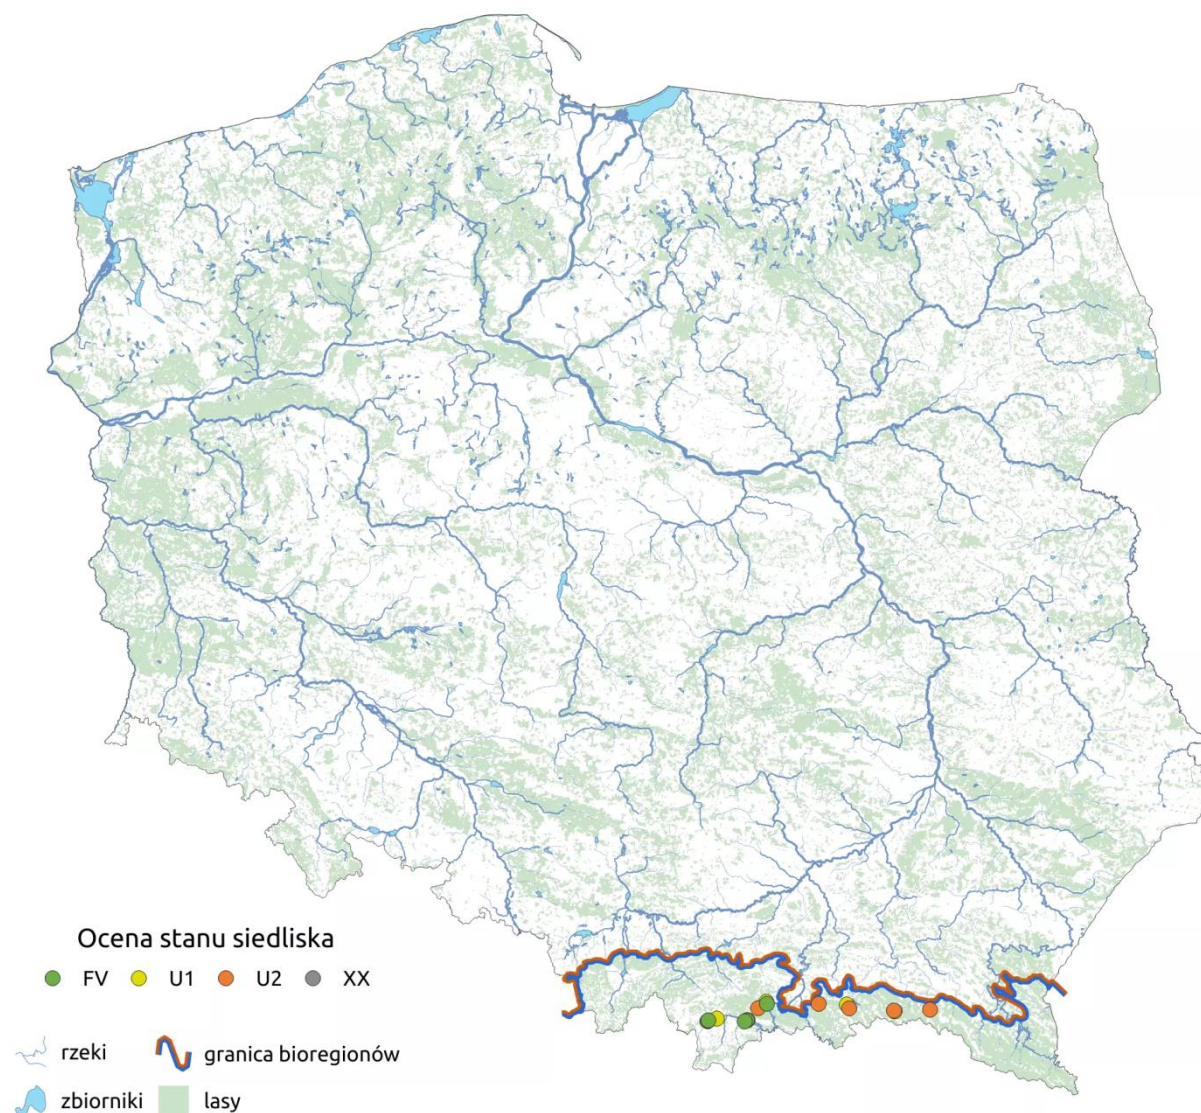 Ocena stanu siedliska
FV U1 U2 XX
rzeki granica bioregionów
zbiorniki lasy